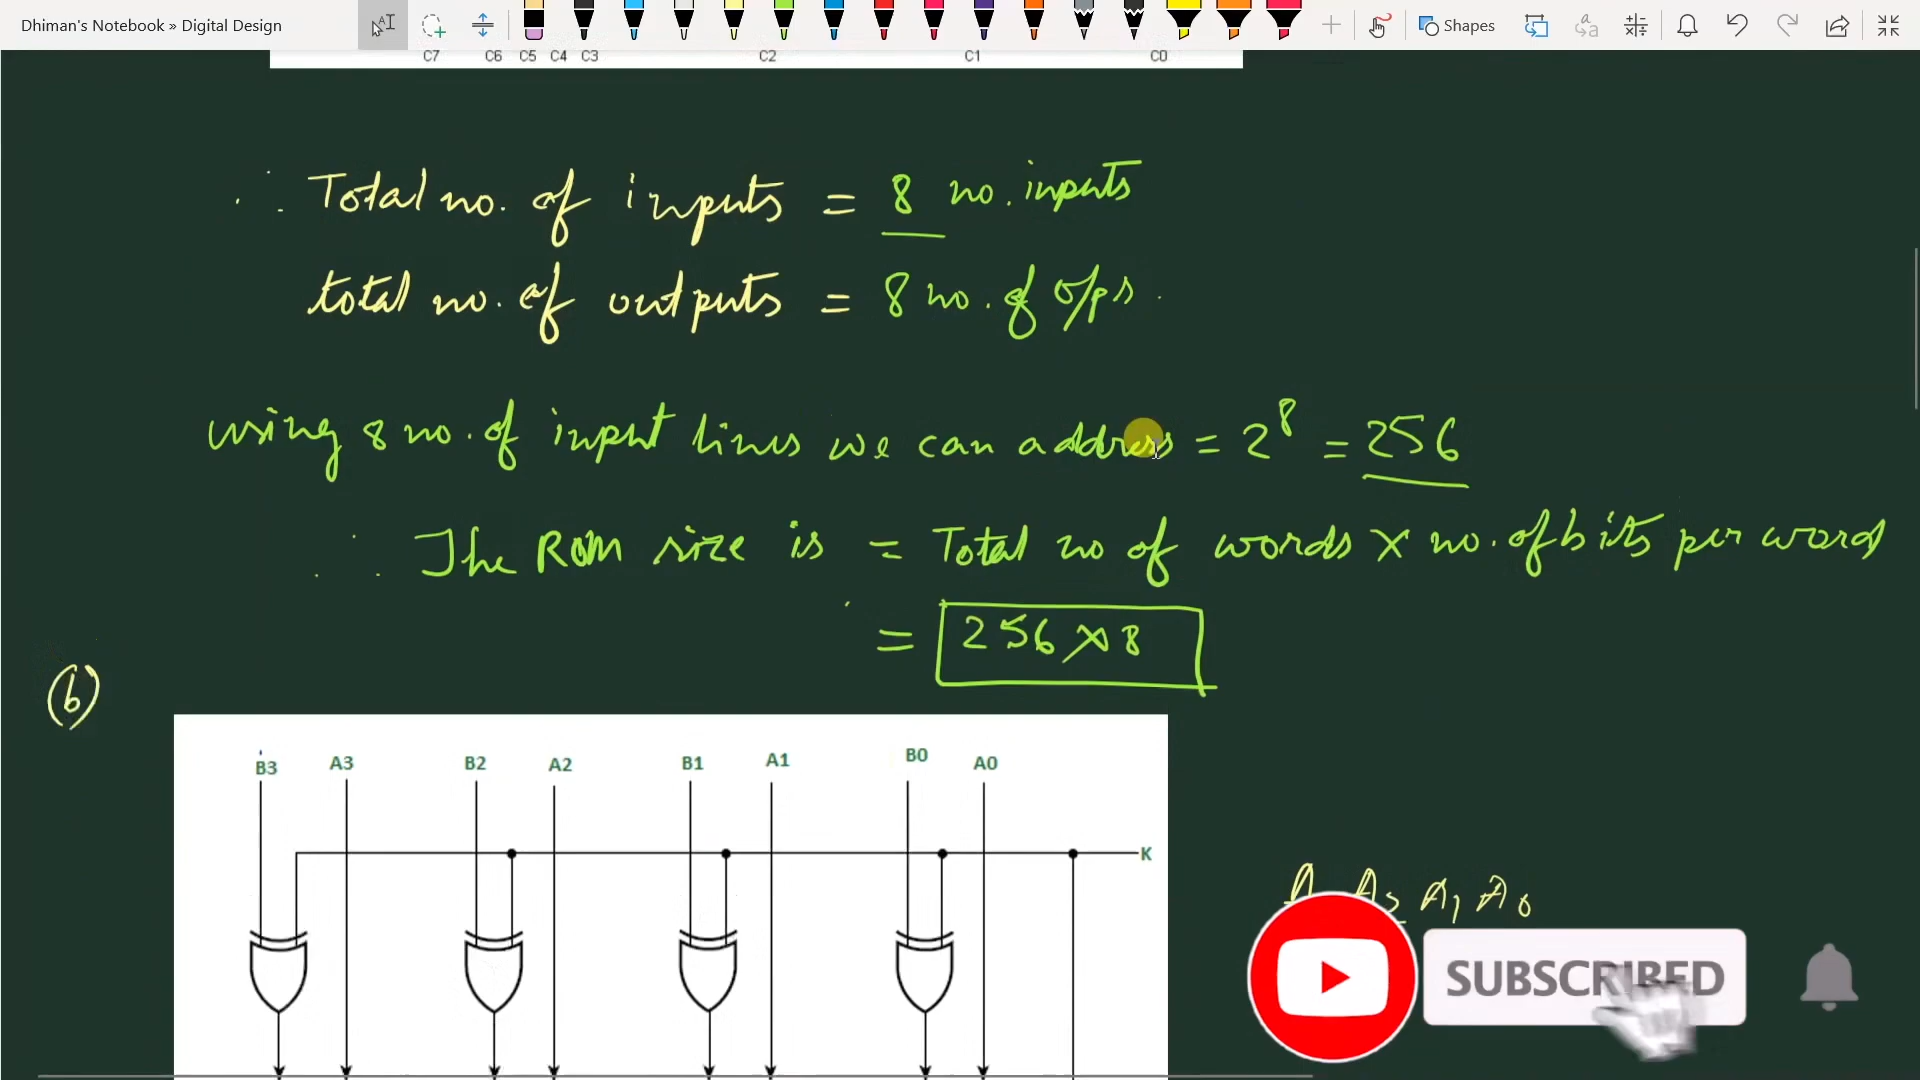 Dhiman's Notebook » Digital Design
Shapes
C7 C6 C5 C4 C3 C2 C1 C0
∴ Total no. of inputs = 8 no. inputs
total no. of outputs = 8 no. of o/ps.
using 8 no. of input lines we can address = 2⁸ = 256
∴ The ROM size is = Total no of words × no. of bits per word
= 256 × 8
(b)
B3 A3 B2 A2 B1 A1 B0 A0
K
A₂ A₁ A₀
SUBSCRIBED